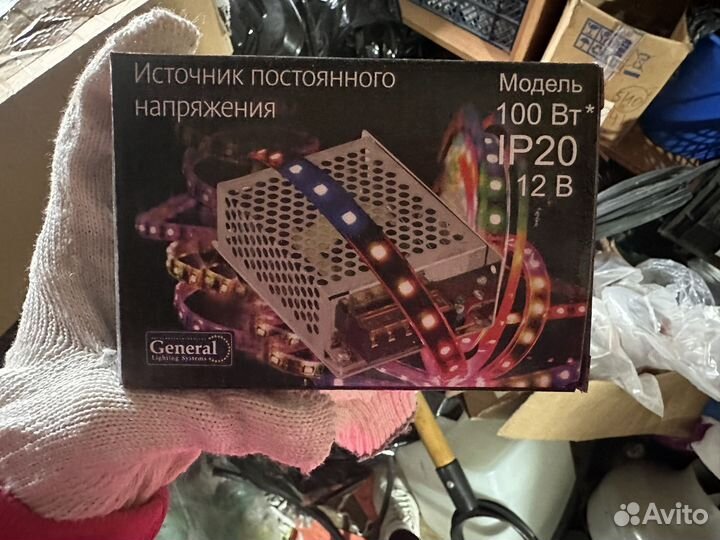 Источник постоянного
напряжения
Модель
100 Вт*
IP20
12 В
General
Lighting Systems
Avito